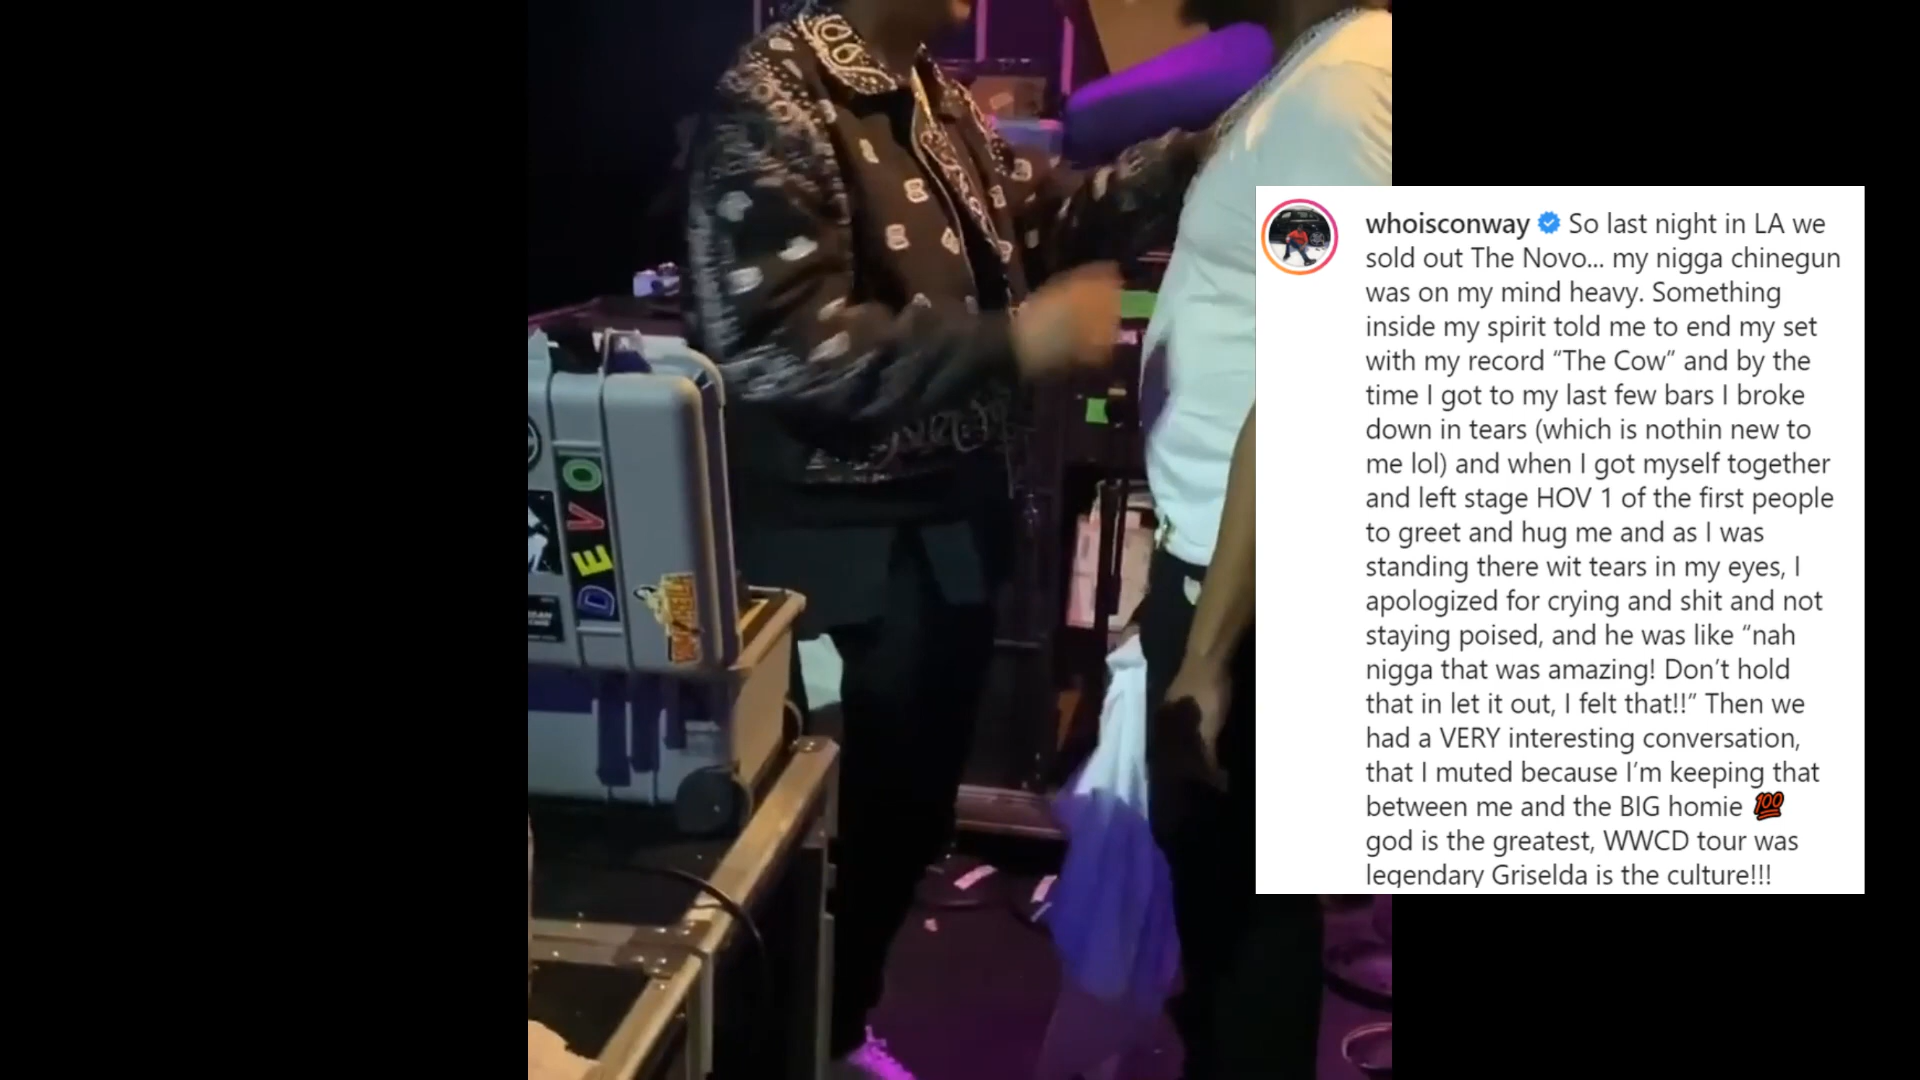 whoisconway So last night in LA we
sold out The Novo... my nigga chinegun
was on my mind heavy. Something
inside my spirit told me to end my set
with my record “The Cow” and by the
time I got to my last few bars I broke
down in tears (which is nothin new to
me lol) and when I got myself together
and left stage HOV 1 of the first people
to greet and hug me and as I was
standing there wit tears in my eyes, I
apologized for crying and shit and not
staying poised, and he was like “nah
nigga that was amazing! Don’t hold
that in let it out, I felt that!!” Then we
had a VERY interesting conversation,
that I muted because I’m keeping that
between me and the BIG homie 💯
god is the greatest, WWCD tour was
legendary Griselda is the culture!!!
DEVO